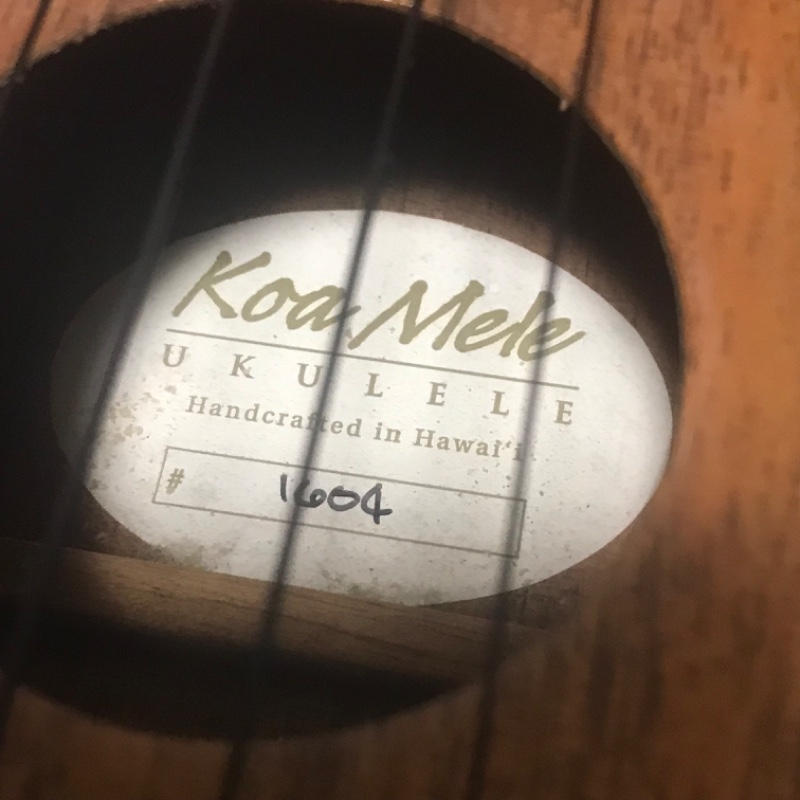 Koa Mele
UKULELE
Handcrafted in Hawai‘i
# 1604